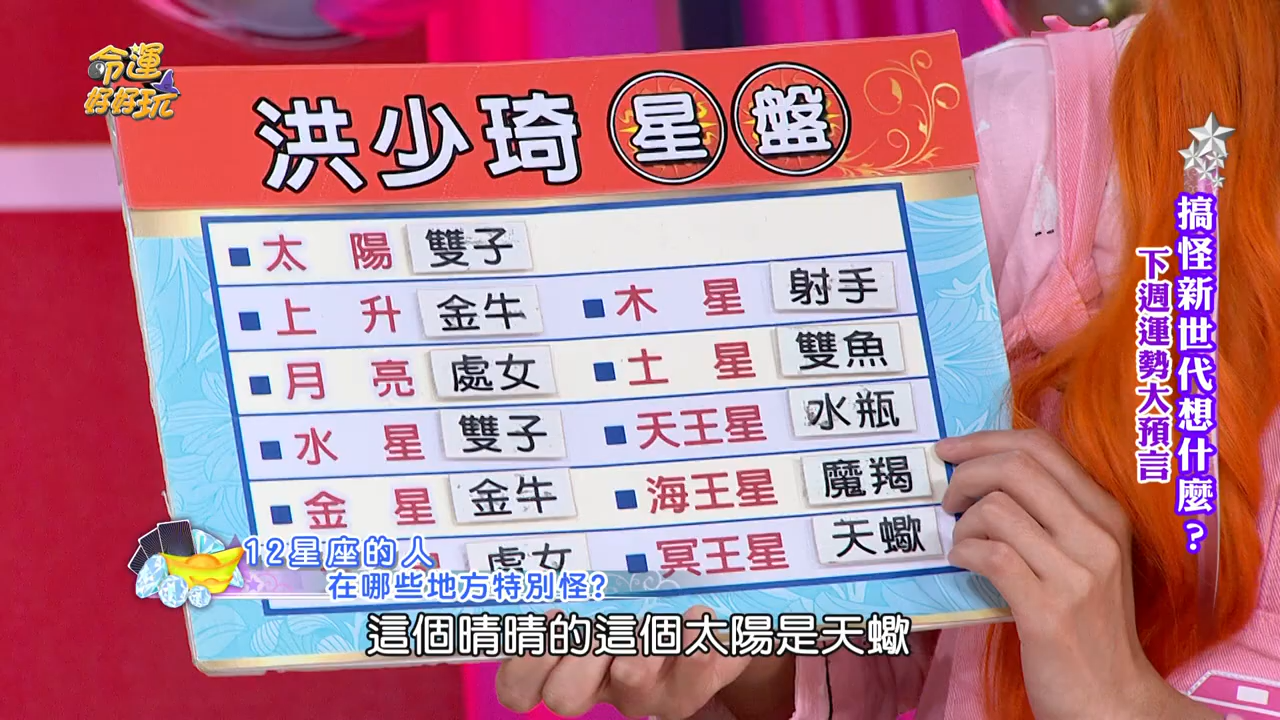 命運
好好玩
洪少琦 星盤
太陽 雙子
上升 金牛 木星 射手
月亮 處女 土星 雙魚
水星 雙子 天王星 水瓶
金星 金牛 海王星 魔羯
處女 冥王星 天蠍
搞怪新世代想什麼？
下週運勢大預言
12星座的人
在哪些地方特別怪？
這個晴晴的這個太陽是天蠍